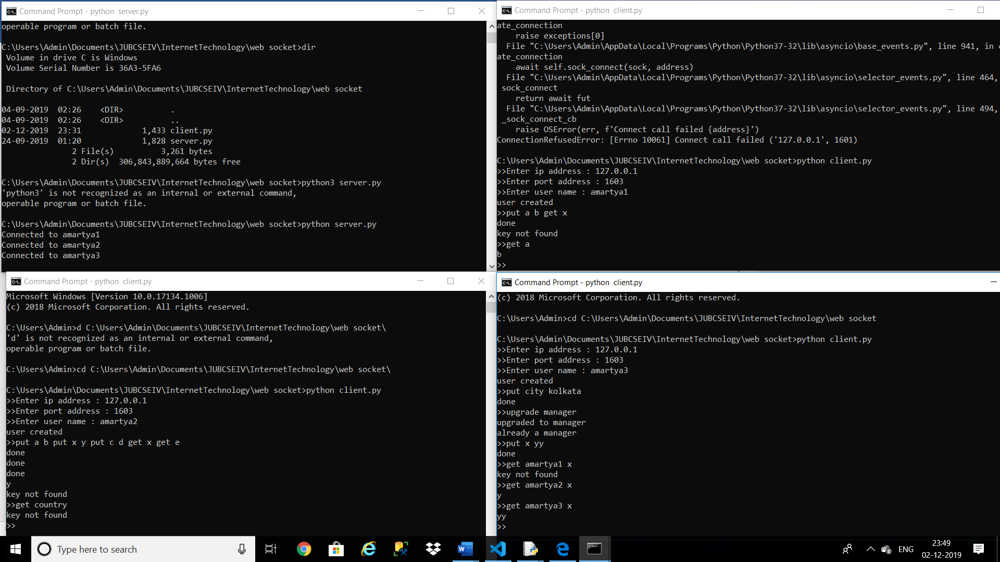 Command Prompt - python  server.py
operable program or batch file.
C:\Users\Admin\Documents\JUBCSEIV\InternetTechnology\web socket>dir
 Volume in drive C is Windows
 Volume Serial Number is 36A3-5FA6
 Directory of C:\Users\Admin\Documents\JUBCSEIV\InternetTechnology\web socket
04-09-2019  02:26    <DIR>          .
04-09-2019  02:26    <DIR>          ..
02-12-2019  23:31             1,433 client.py
24-09-2019  01:20             1,828 server.py
               2 File(s)          3,261 bytes
               2 Dir(s)  306,843,889,664 bytes free
C:\Users\Admin\Documents\JUBCSEIV\InternetTechnology\web socket>python3 server.py
'python3' is not recognized as an internal or external command,
operable program or batch file.
C:\Users\Admin\Documents\JUBCSEIV\InternetTechnology\web socket>python server.py
Connected to amartya1
Connected to amartya2
Connected to amartya3
Command Prompt - python  client.py
ate_connection
    raise exceptions[0]
  File "C:\Users\Admin\AppData\Local\Programs\Python\Python37-32\lib\asyncio\base_events.py", line 941, in
ate_connection
    await self.sock_connect(sock, address)
  File "C:\Users\Admin\AppData\Local\Programs\Python\Python37-32\lib\asyncio\selector_events.py", line 464,
 sock_connect
    return await fut
  File "C:\Users\Admin\AppData\Local\Programs\Python\Python37-32\lib\asyncio\selector_events.py", line 494,
 _sock_connect_cb
    raise OSError(err, f'Connect call failed {address}')
ConnectionRefusedError: [Errno 10061] Connect call failed ('127.0.0.1', 1601)
C:\Users\Admin\Documents\JUBCSEIV\InternetTechnology\web socket>python client.py
>>Enter ip address : 127.0.0.1
>>Enter port address : 1603
>>Enter user name : amartya1
user created
>>put a b get x
done
key not found
>>get a
b
>>
Command Prompt - python  client.py
Microsoft Windows [Version 10.0.17134.1006]
(c) 2018 Microsoft Corporation. All rights reserved.
C:\Users\Admin>d C:\Users\Admin\Documents\JUBCSEIV\InternetTechnology\web socket\
'd' is not recognized as an internal or external command,
operable program or batch file.
C:\Users\Admin>cd C:\Users\Admin\Documents\JUBCSEIV\InternetTechnology\web socket\
C:\Users\Admin\Documents\JUBCSEIV\InternetTechnology\web socket>python client.py
>>Enter ip address : 127.0.0.1
>>Enter port address : 1603
>>Enter user name : amartya2
user created
>>put a b put x y put c d get x get e
done
done
done
y
key not found
>>get country
key not found
>>
Command Prompt - python  client.py
(c) 2018 Microsoft Corporation. All rights reserved.
C:\Users\Admin>cd C:\Users\Admin\Documents\JUBCSEIV\InternetTechnology\web socket
C:\Users\Admin\Documents\JUBCSEIV\InternetTechnology\web socket>python client.py
>>Enter ip address : 127.0.0.1
>>Enter port address : 1603
>>Enter user name : amartya3
user created
>>put city kolkata
done
>>upgrade manager
upgraded to manager
already a manager
>>put x yy
done
>>get amartya1 x
key not found
>>get amartya2 x
y
>>get amartya3 x
yy
>>
Type here to search
ENG
23:49
02-12-2019